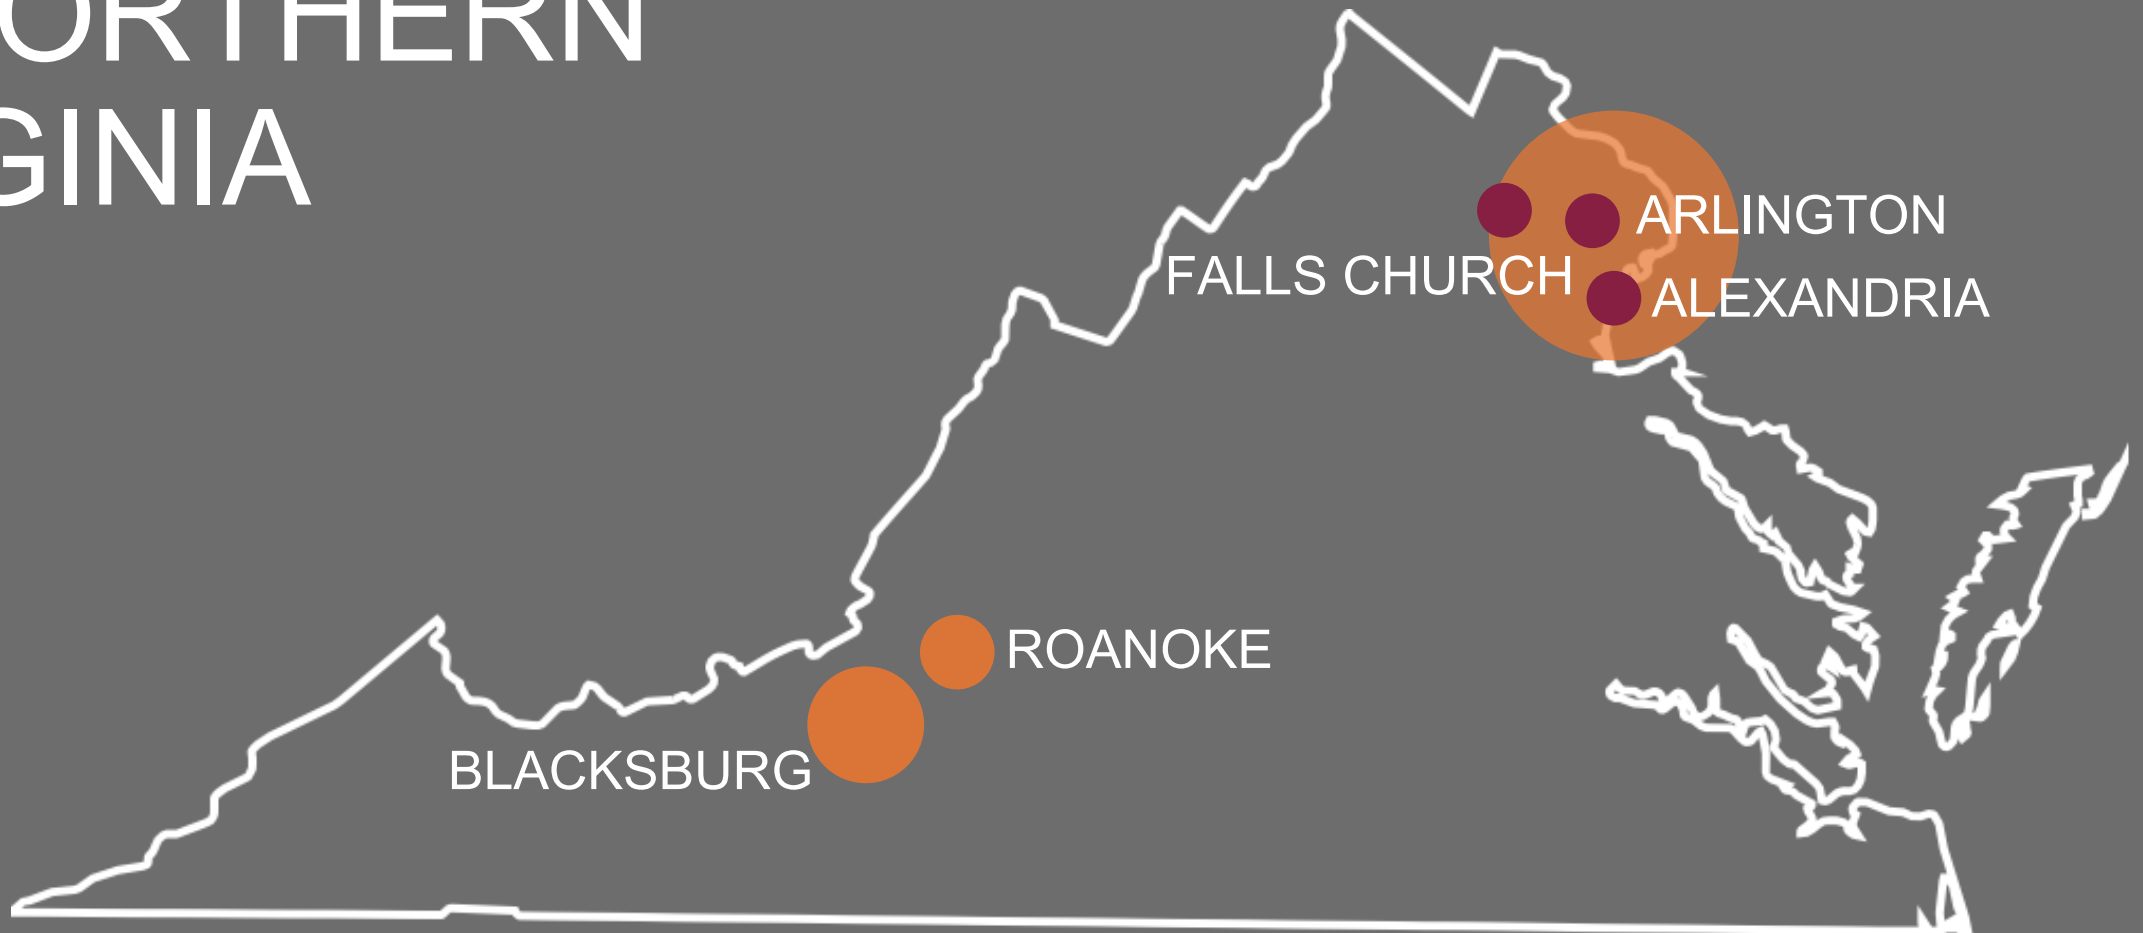 ORTHERN
GINIA
ARLINGTON
FALLS CHURCH
ALEXANDRIA
ROANOKE
BLACKSBURG